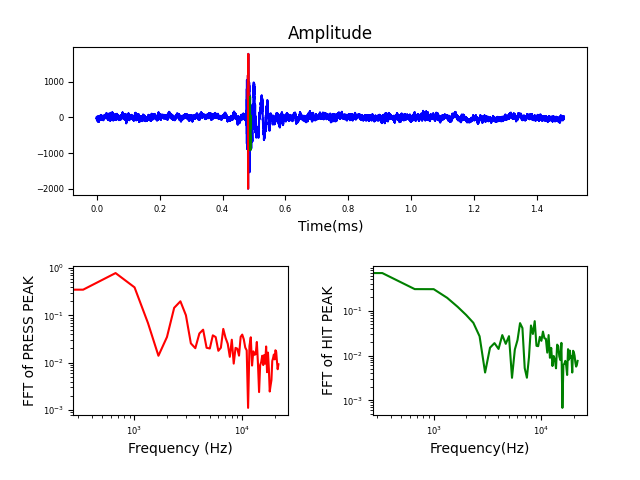 Amplitude
1000
0
−1000
−2000
0.0 0.2 0.4 0.6 0.8 1.0 1.2 1.4
Time(ms)
FFT of PRESS PEAK
10⁰
10⁻¹
10⁻²
10⁻³
10³ 10⁴
Frequency (Hz)
FFT of HIT PEAK
10⁻¹
10⁻²
10⁻³
10³ 10⁴
Frequency(Hz)